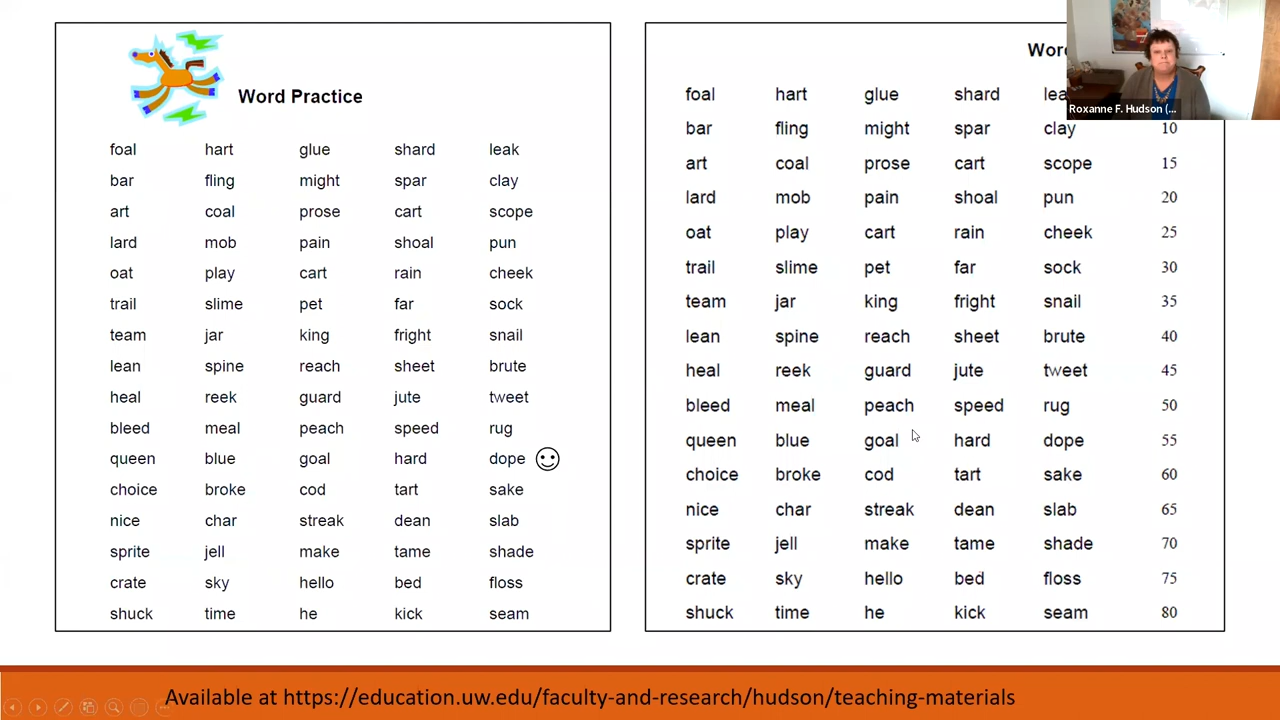 Word Practice
foal hart glue shard leak
bar fling might spar clay
art coal prose cart scope
lard mob pain shoal pun
oat play cart rain cheek
trail slime pet far sock
team jar king fright snail
lean spine reach sheet brute
heal reek guard jute tweet
bleed meal peach speed rug
queen blue goal hard dope
choice broke cod tart sake
nice char streak dean slab
sprite jell make tame shade
crate sky hello bed floss
shuck time he kick seam
foal hart glue shard
bar fling might spar clay 10
art coal prose cart scope 15
lard mob pain shoal pun 20
oat play cart rain cheek 25
trail slime pet far sock 30
team jar king fright snail 35
lean spine reach sheet brute 40
heal reek guard jute tweet 45
bleed meal peach speed rug 50
queen blue goal hard dope 55
choice broke cod tart sake 60
nice char streak dean slab 65
sprite jell make tame shade 70
crate sky hello bed floss 75
shuck time he kick seam 80
Roxanne F. Hudson (...
Available at https://education.uw.edu/faculty-and-research/hudson/teaching-materials